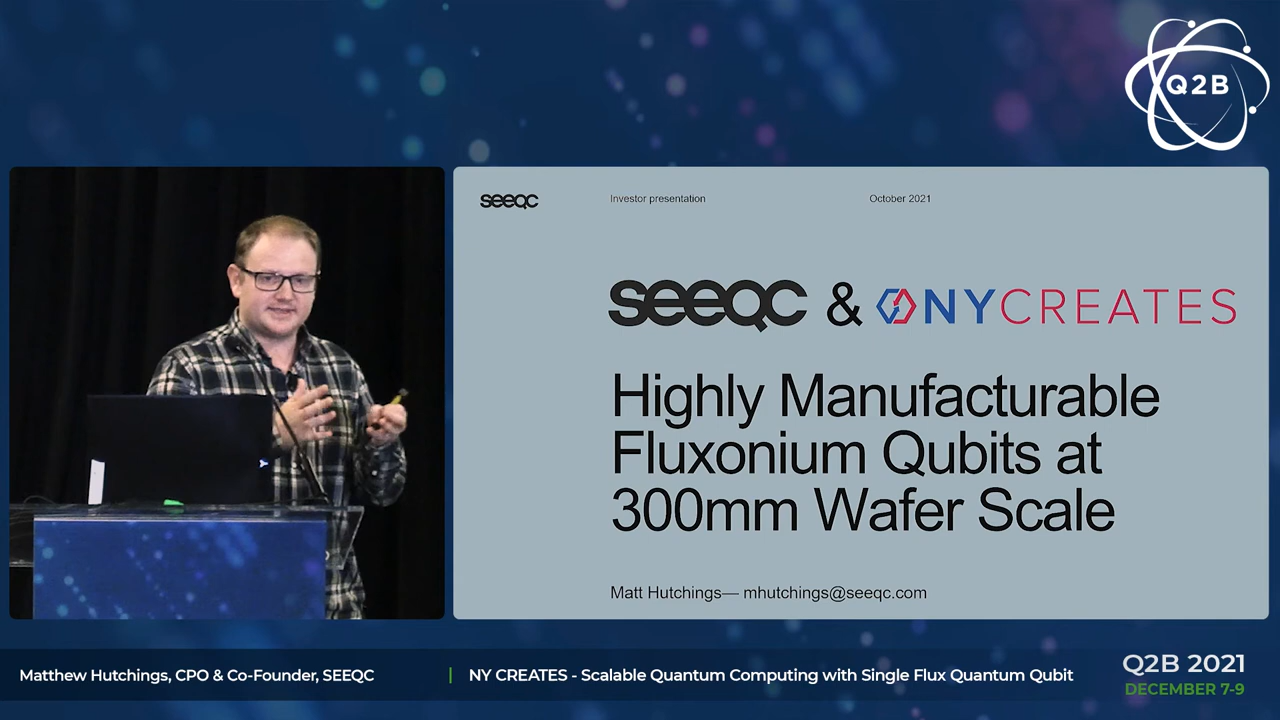 Q2B
seeqc
Investor presentation
October 2021
seeqc & NYCREATES
Highly Manufacturable
Fluxonium Qubits at
300mm Wafer Scale
Matt Hutchings— mhutchings@seeqc.com
Matthew Hutchings, CPO & Co-Founder, SEEQC | NY CREATES - Scalable Quantum Computing with Single Flux Quantum Qubit
Q2B 2021
DECEMBER 7-9